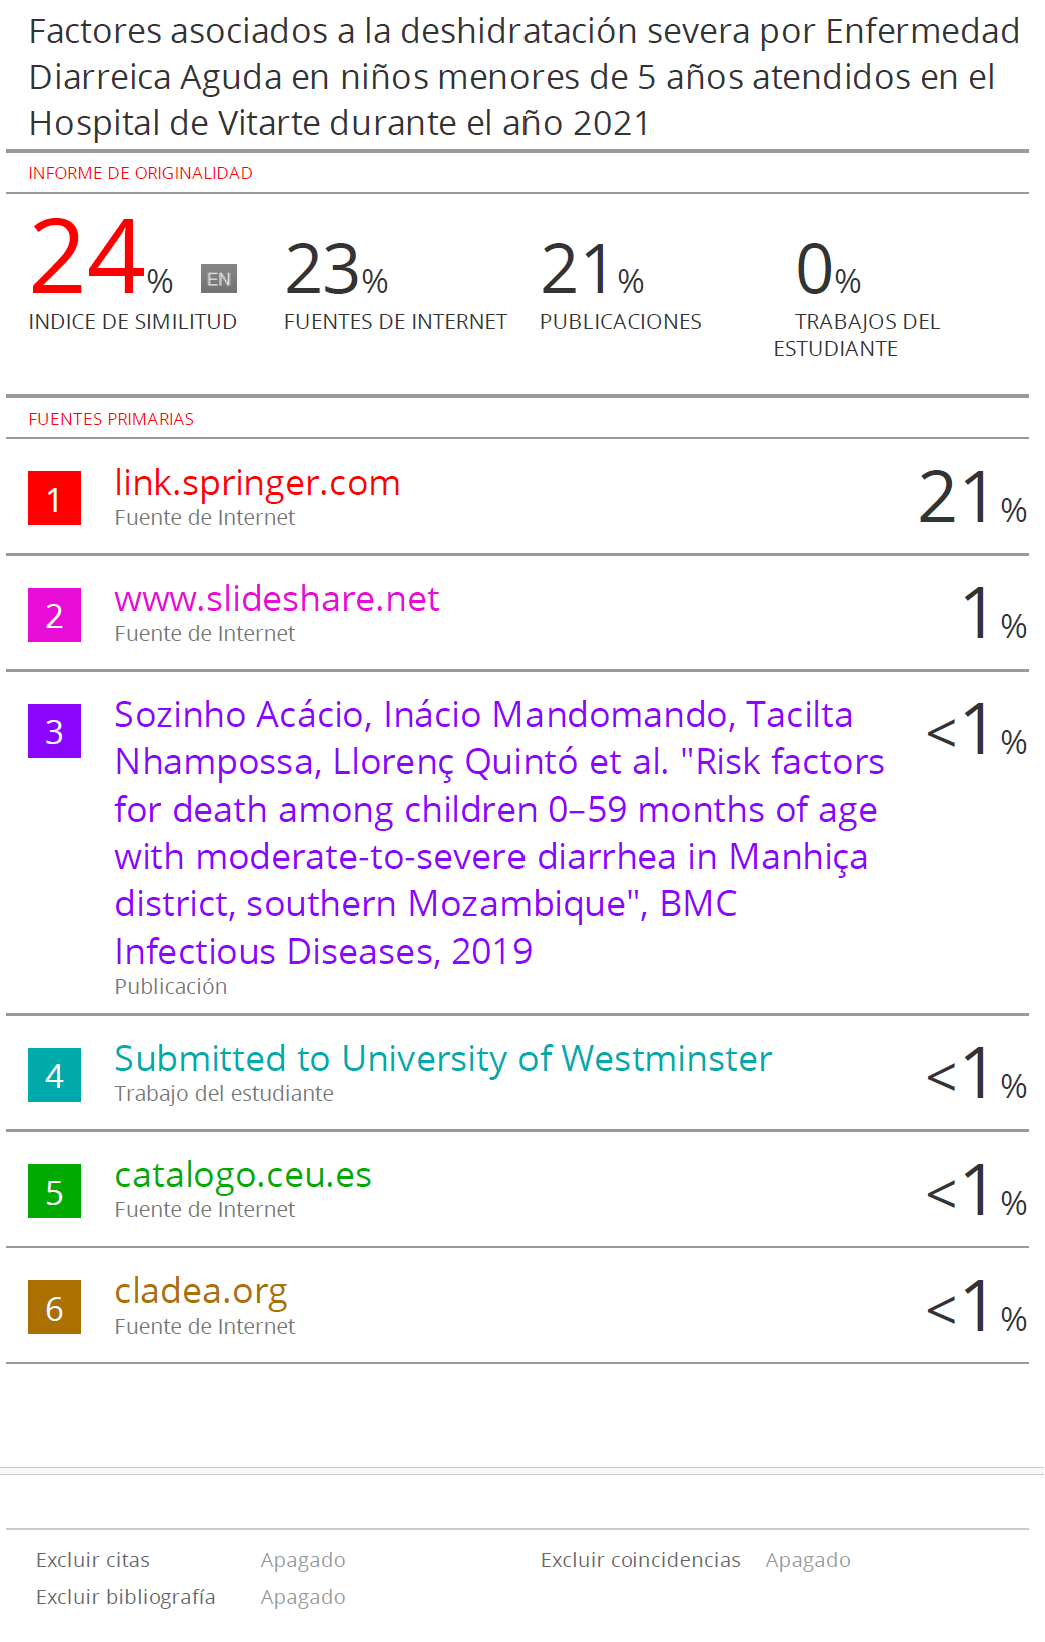 Factores asociados a la deshidratación severa por Enfermedad
Diarreica Aguda en niños menores de 5 años atendidos en el
Hospital de Vitarte durante el año 2021
INFORME DE ORIGINALIDAD
24% EN 23% 21% 0%
INDICE DE SIMILITUD FUENTES DE INTERNET PUBLICACIONES TRABAJOS DEL
ESTUDIANTE
FUENTES PRIMARIAS
1 link.springer.com 21%
Fuente de Internet
2 www.slideshare.net 1%
Fuente de Internet
3 Sozinho Acácio, Inácio Mandomando, Tacilta <1%
Nhampossa, Llorenç Quintó et al. "Risk factors
for death among children 0–59 months of age
with moderate-to-severe diarrhea in Manhiça
district, southern Mozambique", BMC
Infectious Diseases, 2019
Publicación
4 Submitted to University of Westminster <1%
Trabajo del estudiante
5 catalogo.ceu.es <1%
Fuente de Internet
6 cladea.org <1%
Fuente de Internet
Excluir citas Apagado Excluir coincidencias Apagado
Excluir bibliografía Apagado